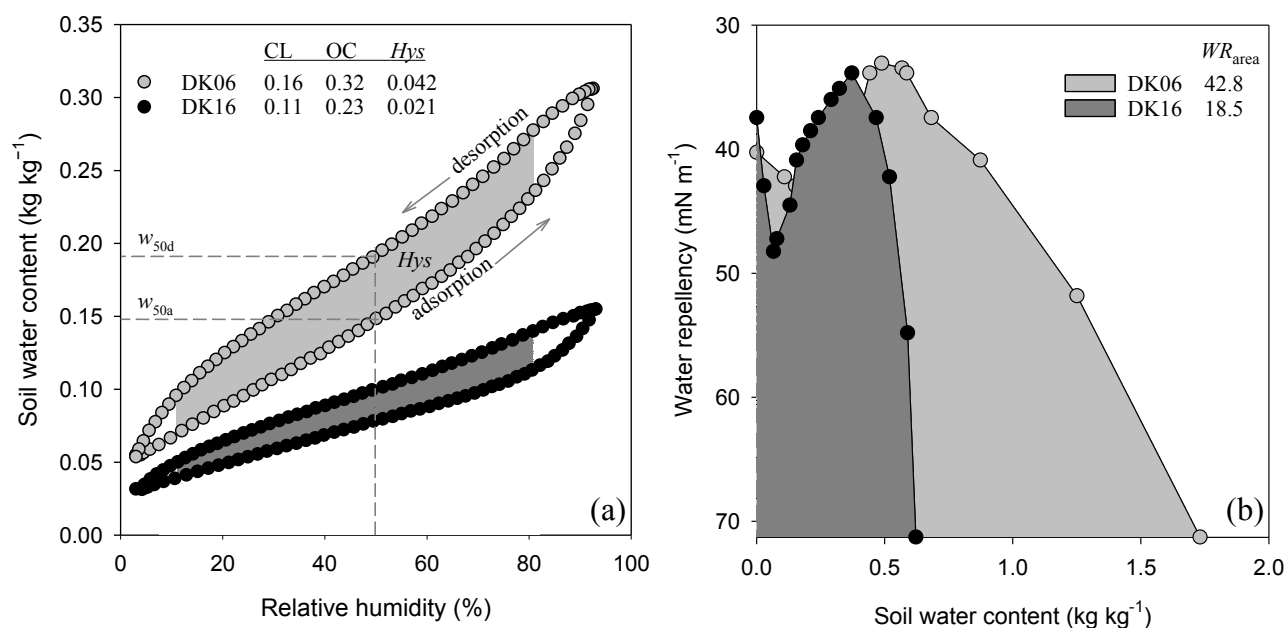 CL OC Hys
DK06 0.16 0.32 0.042
DK16 0.11 0.23 0.021
desorption
w50d
Hys
w50a
adsorption
(a)
Soil water content (kg kg⁻¹)
0.35
0.30
0.25
0.20
0.15
0.10
0.05
0.00
0 20 40 60 80 100
Relative humidity (%)
WRarea
DK06 42.8
DK16 18.5
(b)
Water repellency (mN m⁻¹)
30
40
50
60
70
0.0 0.5 1.0 1.5 2.0
Soil water content (kg kg⁻¹)